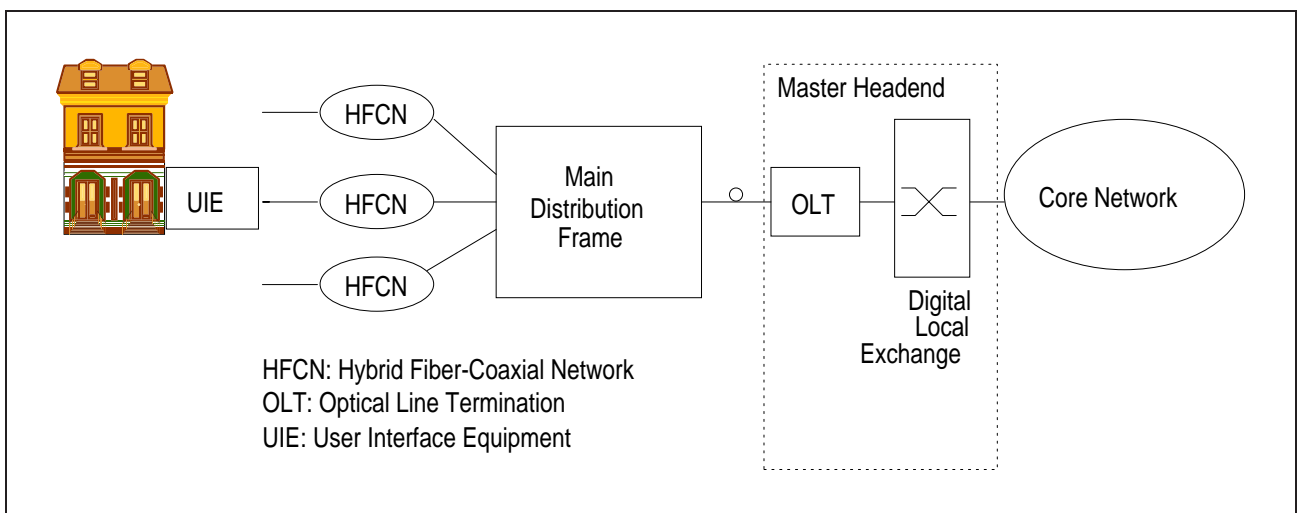 Master Headend
HFCN
UIE
HFCN
HFCN
Main
Distribution
Frame
OLT
Core Network
Digital
Local
Exchange
HFCN: Hybrid Fiber-Coaxial Network
OLT: Optical Line Termination
UIE: User Interface Equipment